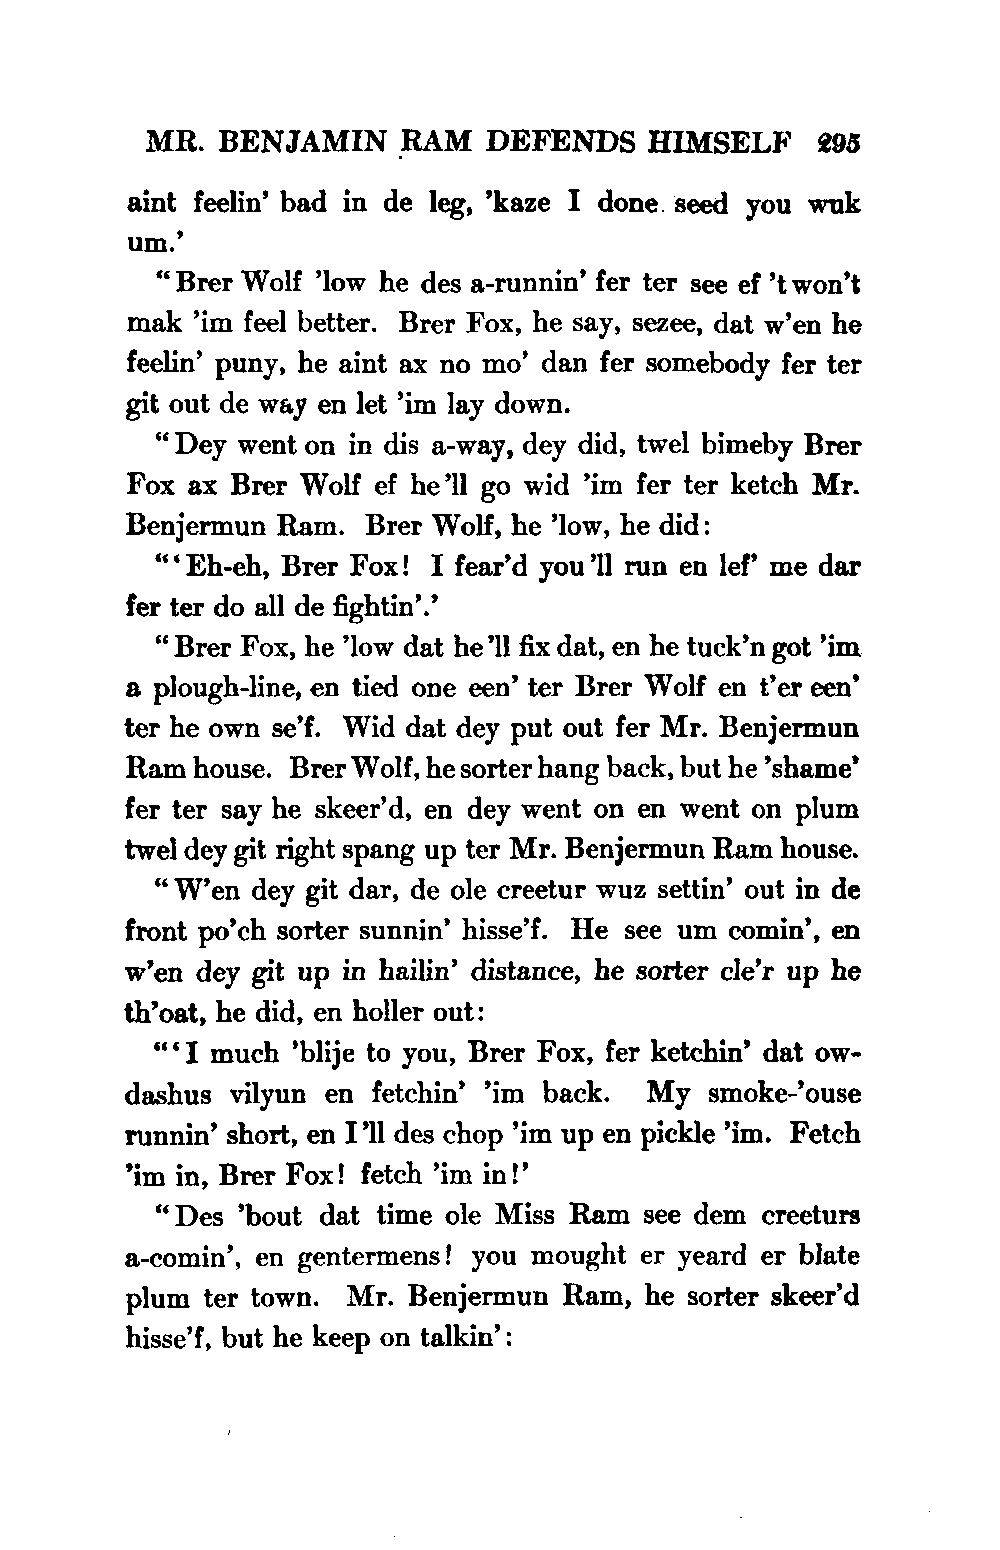 MR. BENJAMIN RAM DEFENDS HIMSELF 295
aint feelin' bad in de leg, 'kaze I done seed you wuk
um.'
"Brer Wolf 'low he des a-runnin' fer ter see ef 'twon't
mak 'im feel better. Brer Fox, he say, sezee, dat w'en he
feelin' puny, he aint ax no mo' dan fer somebody fer ter
git out de way en let 'im lay down.
"Dey went on in dis a-way, dey did, twel bimeby Brer
Fox ax Brer Wolf ef he'll go wid 'im fer ter ketch Mr.
Benjermun Ram. Brer Wolf, he 'low, he did:
"'Eh-eh, Brer Fox! I fear'd you'll run en lef' me dar
fer ter do all de fightin'.'
"Brer Fox, he 'low dat he'll fix dat, en he tuck'n got 'im
a plough-line, en tied one een' ter Brer Wolf en t'er een'
ter he own se'f. Wid dat dey put out fer Mr. Benjermun
Ram house. Brer Wolf, he sorter hang back, but he 'shame'
fer ter say he skeer'd, en dey went on en went on plum
twel dey git right spang up ter Mr. Benjermun Ram house.
"W'en dey git dar, de ole creetur wuz settin' out in de
front po'ch sorter sunnin' hisse'f. He see um comin', en
w'en dey git up in hailin' distance, he sorter cle'r up he
th'oat, he did, en holler out:
"'I much 'blije to you, Brer Fox, fer ketchin' dat ow-
dashus vilyun en fetchin' 'im back. My smoke-'ouse
runnin' short, en I'll des chop 'im up en pickle 'im. Fetch
'im in, Brer Fox! fetch 'im in!'
"Des 'bout dat time ole Miss Ram see dem creeturs
a-comin', en gentermens! you mought er yeard er blate
plum ter town. Mr. Benjermun Ram, he sorter skeer'd
hisse'f, but he keep on talkin':